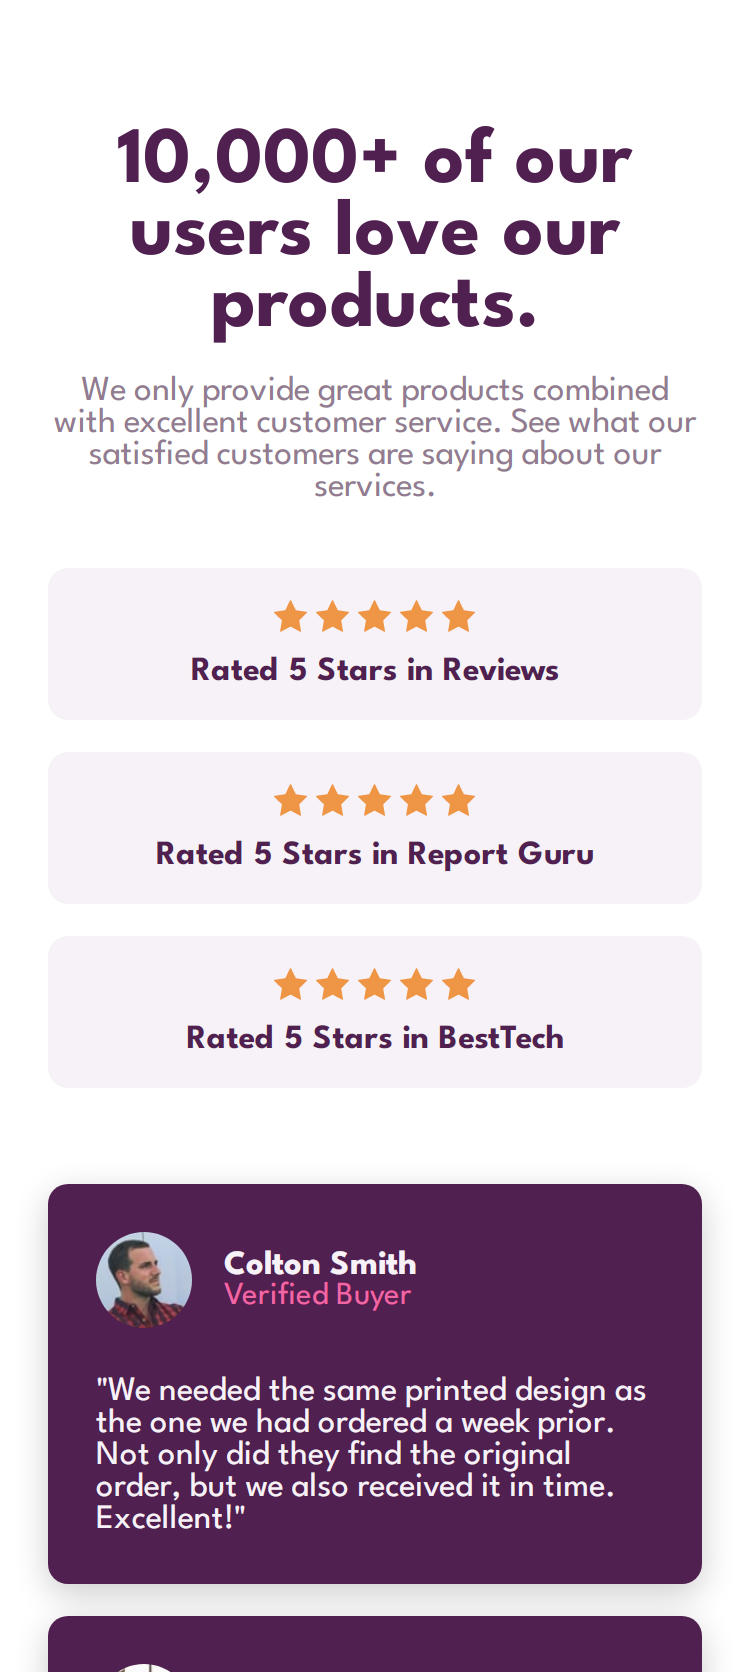 10,000+ of our
users love our
products.
We only provide great products combined
with excellent customer service. See what our
satisfied customers are saying about our
services.
Rated 5 Stars in Reviews
Rated 5 Stars in Report Guru
Rated 5 Stars in BestTech
Colton Smith
Verified Buyer
"We needed the same printed design as
the one we had ordered a week prior.
Not only did they find the original
order, but we also received it in time.
Excellent!"